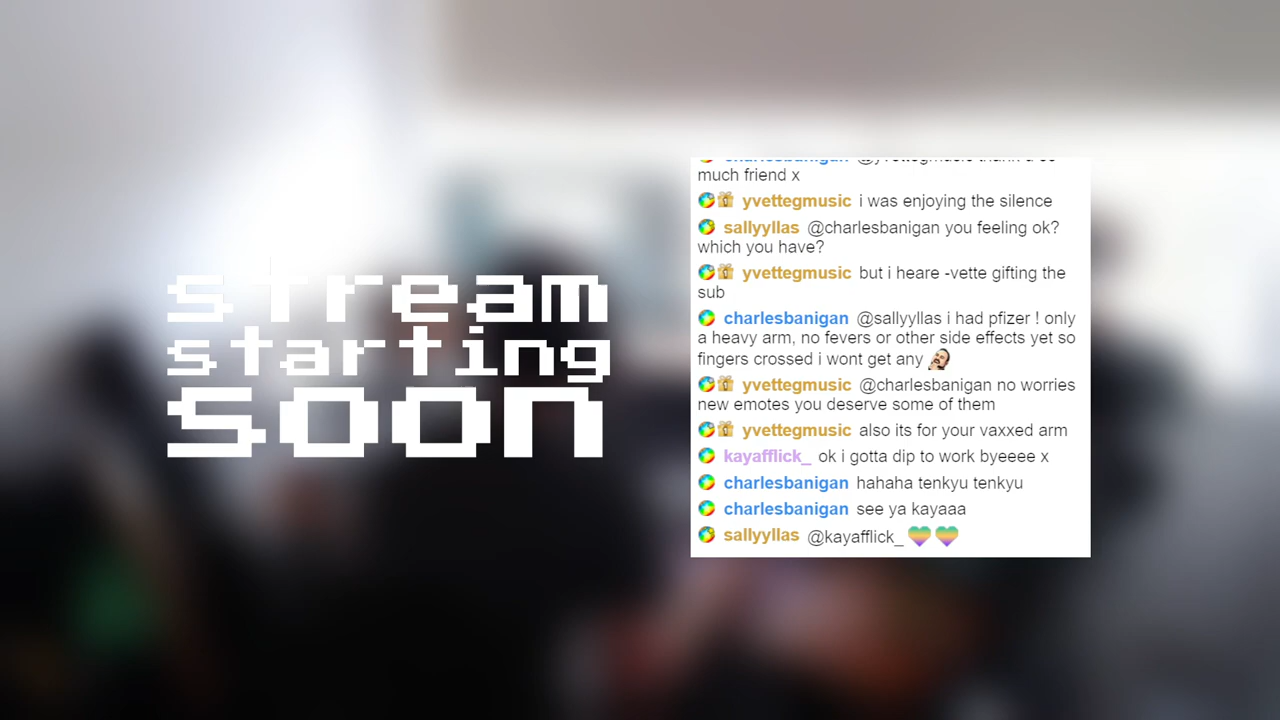 stream
starting
soon
charlesbanigan @yvettegmusic thank u so
much friend x
yvettegmusic i was enjoying the silence
sallyyllas @charlesbanigan you feeling ok?
which you have?
yvettegmusic but i heare -vette gifting the
sub
charlesbanigan @sallyyllas i had pfizer ! only
a heavy arm, no fevers or other side effects yet so
fingers crossed i wont get any
yvettegmusic @charlesbanigan no worries
new emotes you deserve some of them
yvettegmusic also its for your vaxxed arm
kayafflick_ ok i gotta dip to work byeeee x
charlesbanigan hahaha tenkyu tenkyu
charlesbanigan see ya kayaaa
sallyyllas @kayafflick_